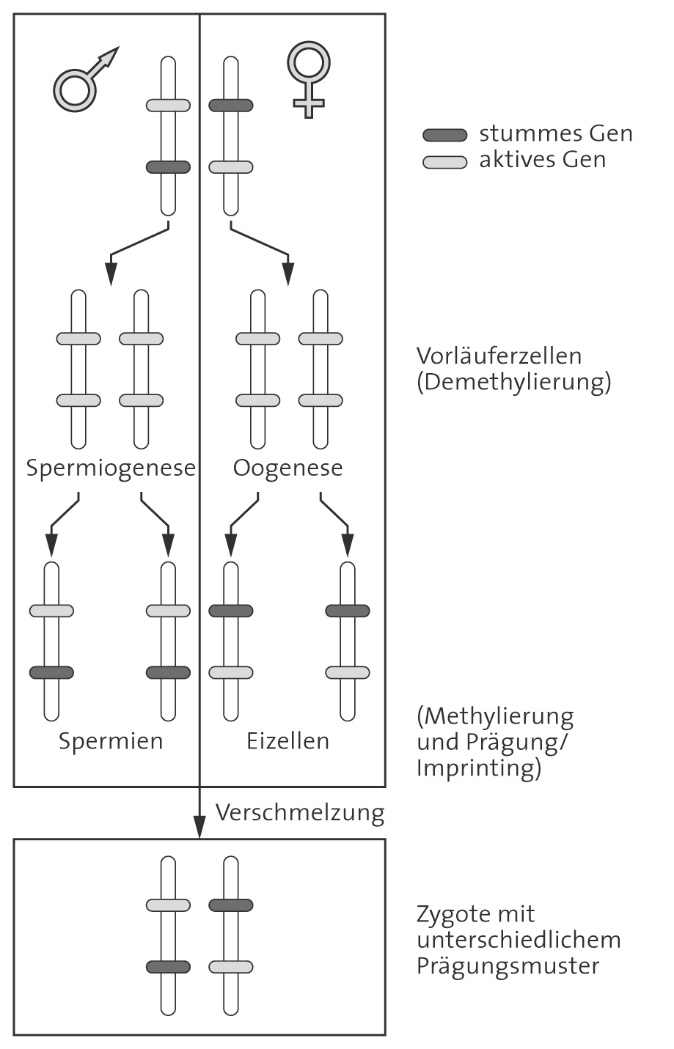 stummes Gen
aktives Gen
Vorläuferzellen
(Demethylierung)
Spermiogenese
Oogenese
Spermien
Eizellen
(Methylierung
und Prägung/
Imprinting)
Verschmelzung
Zygote mit
unterschiedlichem
Prägungsmuster